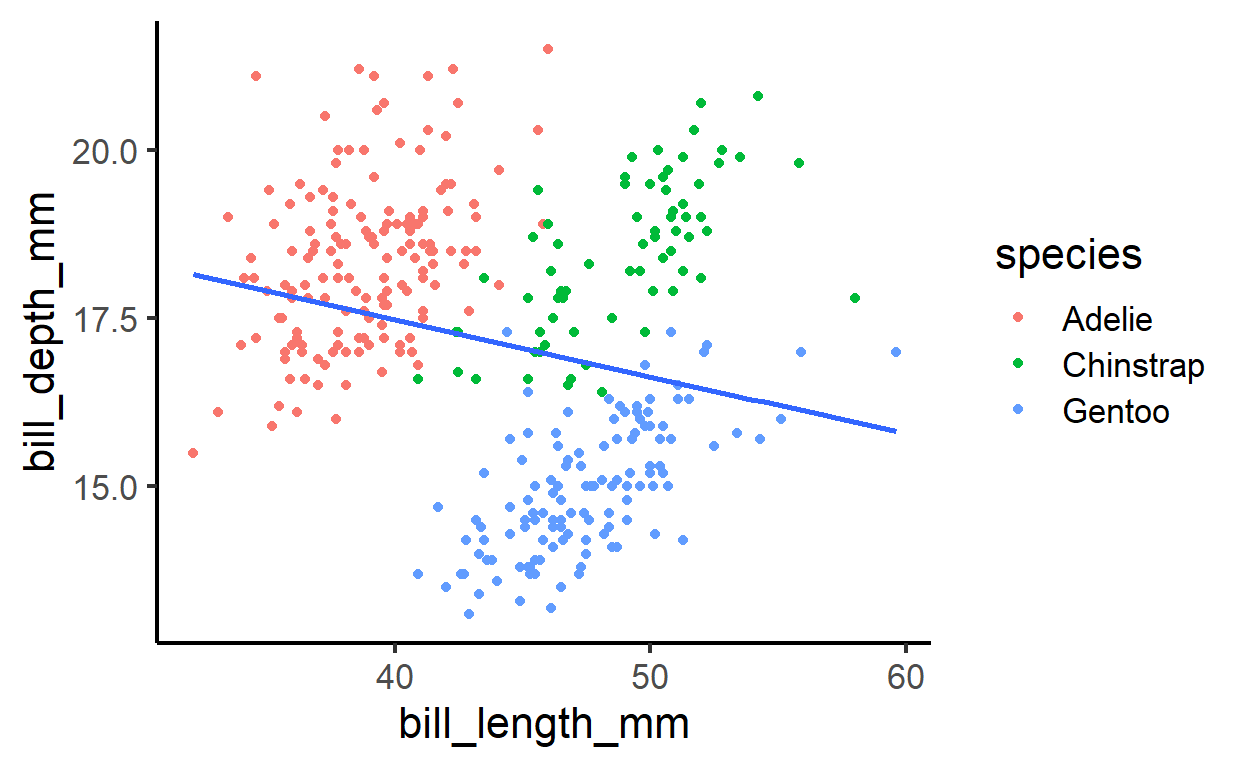 bill_depth_mm
20.0
17.5
15.0
40
50
60
bill_length_mm
species
Adelie
Chinstrap
Gentoo